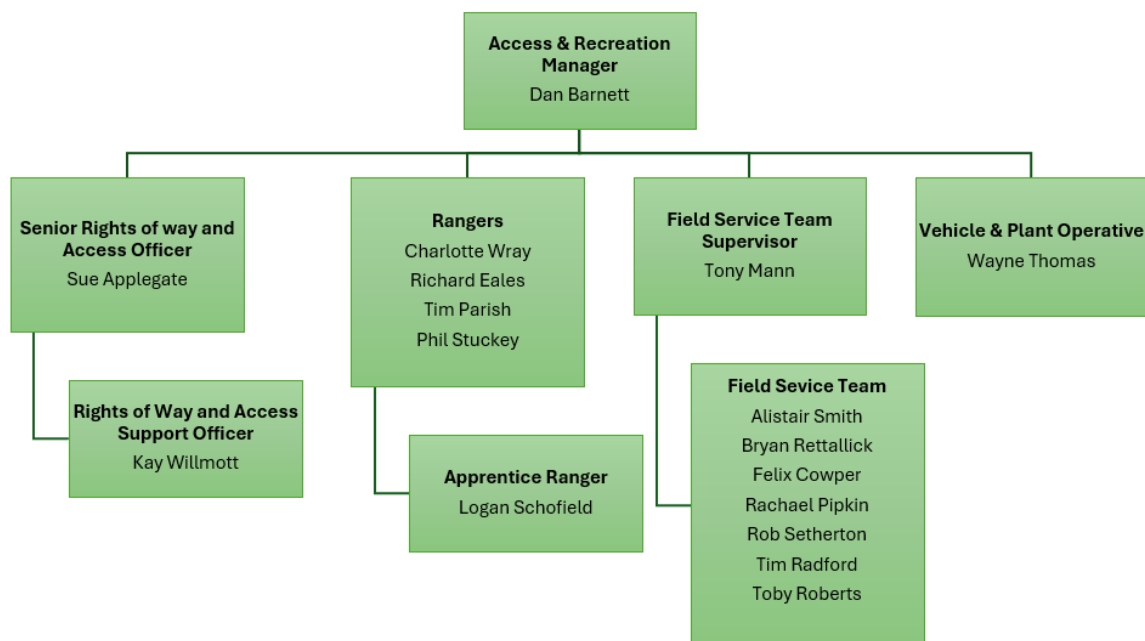 Access & Recreation
Manager
Dan Barnett
Senior Rights of way and
Access Officer
Sue Applegate
Rangers
Charlotte Wray
Richard Eales
Tim Parish
Phil Stuckey
Field Service Team
Supervisor
Tony Mann
Vehicle & Plant Operative
Wayne Thomas
Rights of Way and Access
Support Officer
Kay Willmott
Apprentice Ranger
Logan Schofield
Field Sevice Team
Alistair Smith
Bryan Rettallick
Felix Cowper
Rachael Pipkin
Rob Setherton
Tim Radford
Toby Roberts